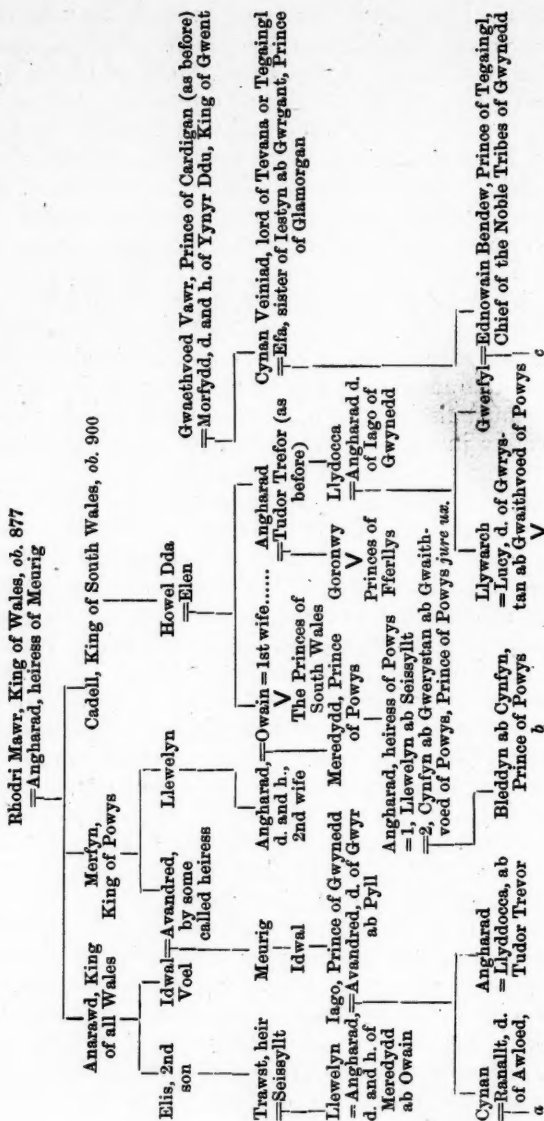 Rhodri Mawr, King of Wales, ob. 877
=Angharad, heiress of Meurig
Anarawd, King
of all Wales
Merfyn,
King of Powys
Cadell, King of South Wales, ob. 900
Elis, 2nd
son
Idwal
Voel
=Avandred,
by some
called heiress
Llewelyn
Howel Dda
=Elen
Gwaethvoed Vawr, Prince of Cardigan (as before)
=Morfydd, d. and h. of Yynyr Ddu, King of Gwent
Trawst, heir
=Seissyllt
Meurig
Idwal
Angharad,
d. and h.,
2nd wife
=Owain=1st wife......
V
The Princes of
South Wales
Angharad
=Tudor Trefor (as
before)
Cynan Veiniad, lord of Tevana or Tegaingl
=Efa, sister of Iestyn ab Gwrgant, Prince
of Glamorgan
Llewelyn
=Angharad,
d. and h. of
Meredydd
ab Owain
Iago, Prince of Gwynedd
=Avandred, d. of Gwyr
ab Pyll
Meredydd, Prince
of Powys
Goronwy
V
Princes of
Fferllys
Llydocca
=Angharad d.
of Iago of
Gwynedd
Angharad, heiress of Powys
=1, Llewelyn ab Seissyllt
=2, Cynfyn ab Gwerystan ab Gwaith-
voed of Powys, Prince of Powys jure ux.
Cynan
=Ranallt, d.
of Awloed,
a
Angharad
=Llyddocca, ab
Tudor Trevor
Bleddyn ab Cynfyn,
Prince of Powys
b
Llywarch
=Lucy, d. of Gwrys-
tan ab Gwaithvoed of Powys
V
Gwerfyl=Ednowain Bendew, Prince of Tegaingl,
Chief of the Noble Tribes of Gwynedd
c